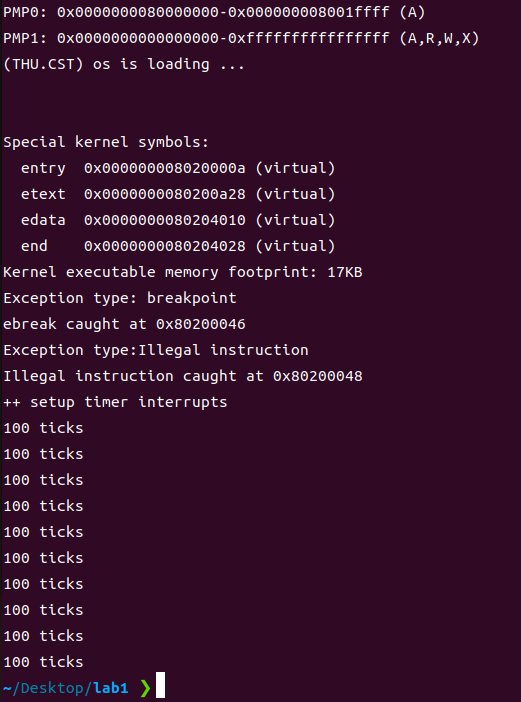 PMP0: 0x0000000080000000-0x000000008001ffff (A)
PMP1: 0x0000000000000000-0xffffffffffffffff (A,R,W,X)
(THU.CST) os is loading ...
Special kernel symbols:
  entry  0x000000008020000a (virtual)
  etext  0x0000000080200a28 (virtual)
  edata  0x0000000080204010 (virtual)
  end    0x0000000080204028 (virtual)
Kernel executable memory footprint: 17KB
Exception type: breakpoint
ebreak caught at 0x80200046
Exception type:Illegal instruction
Illegal instruction caught at 0x80200048
++ setup timer interrupts
100 ticks
100 ticks
100 ticks
100 ticks
100 ticks
100 ticks
100 ticks
100 ticks
100 ticks
100 ticks
~/Desktop/lab1 ❯